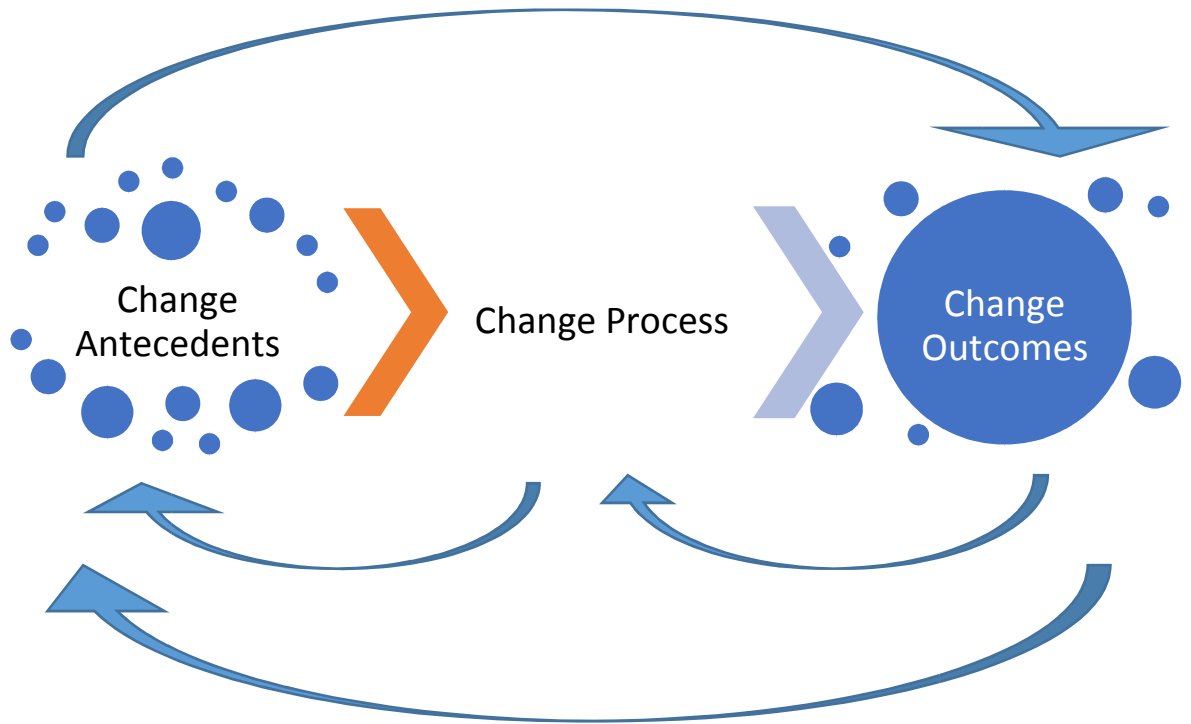 Change
Antecedents
Change Process
Change
Outcomes